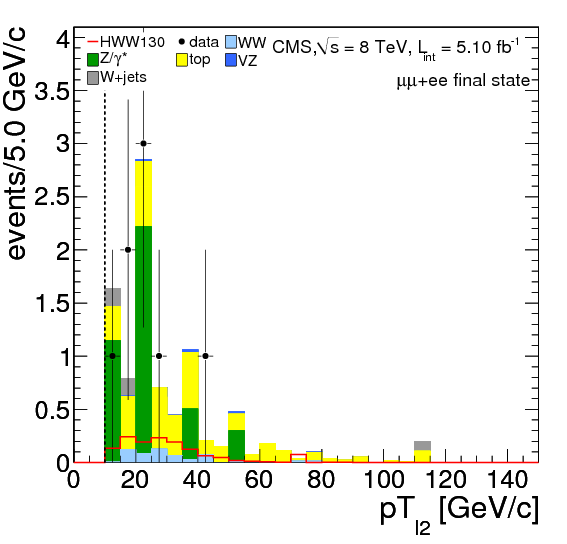 HWW130 data WW CMS,√s = 8 TeV, Lint = 5.10 fb-1
Z/γ* top VZ
W+jets μμ+ee final state
events/5.0 GeV/c
4
3.5
3
2.5
2
1.5
1
0.5
0
0 20 40 60 80 100 120 140
pTl2 [GeV/c]